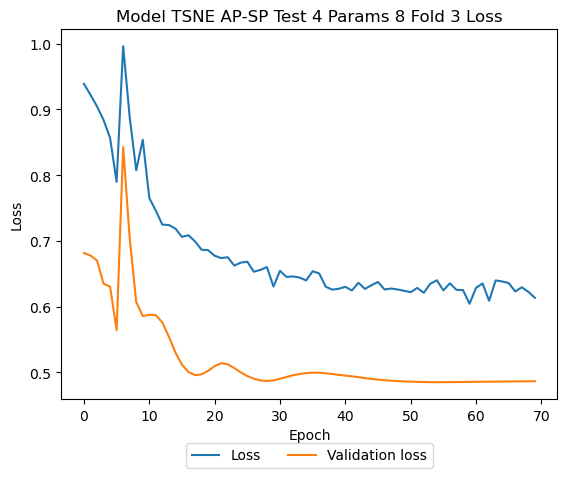 Model TSNE AP-SP Test 4 Params 8 Fold 3 Loss
1.0
0.9
0.8
0.7
0.6
0.5
Loss
0 10 20 30 40 50 60 70
Epoch
Loss Validation loss